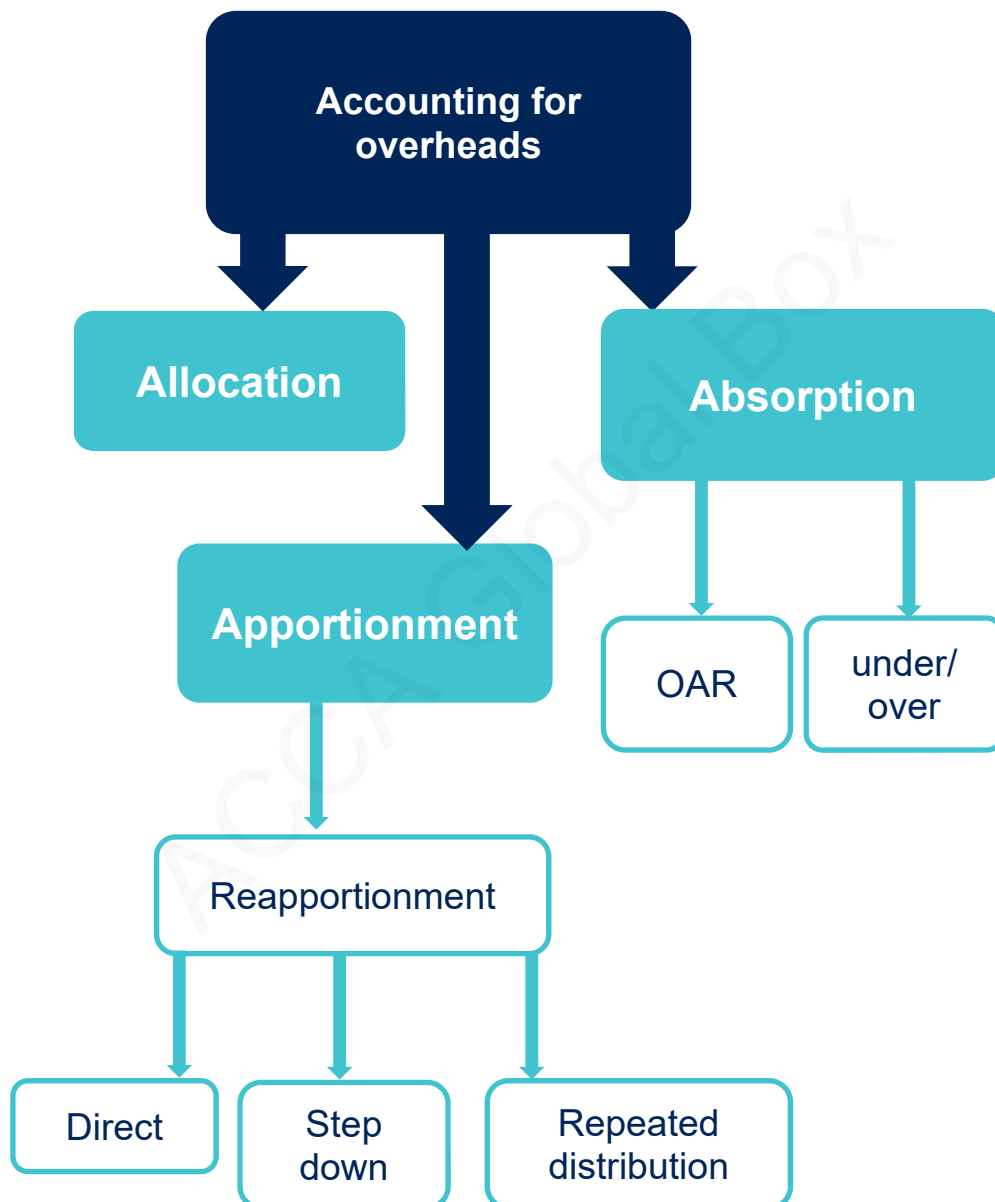 Accounting for
overheads
Allocation
Absorption
Apportionment
OAR
under/
over
Reapportionment
Direct
Step
down
Repeated
distribution
ACCA Global Box